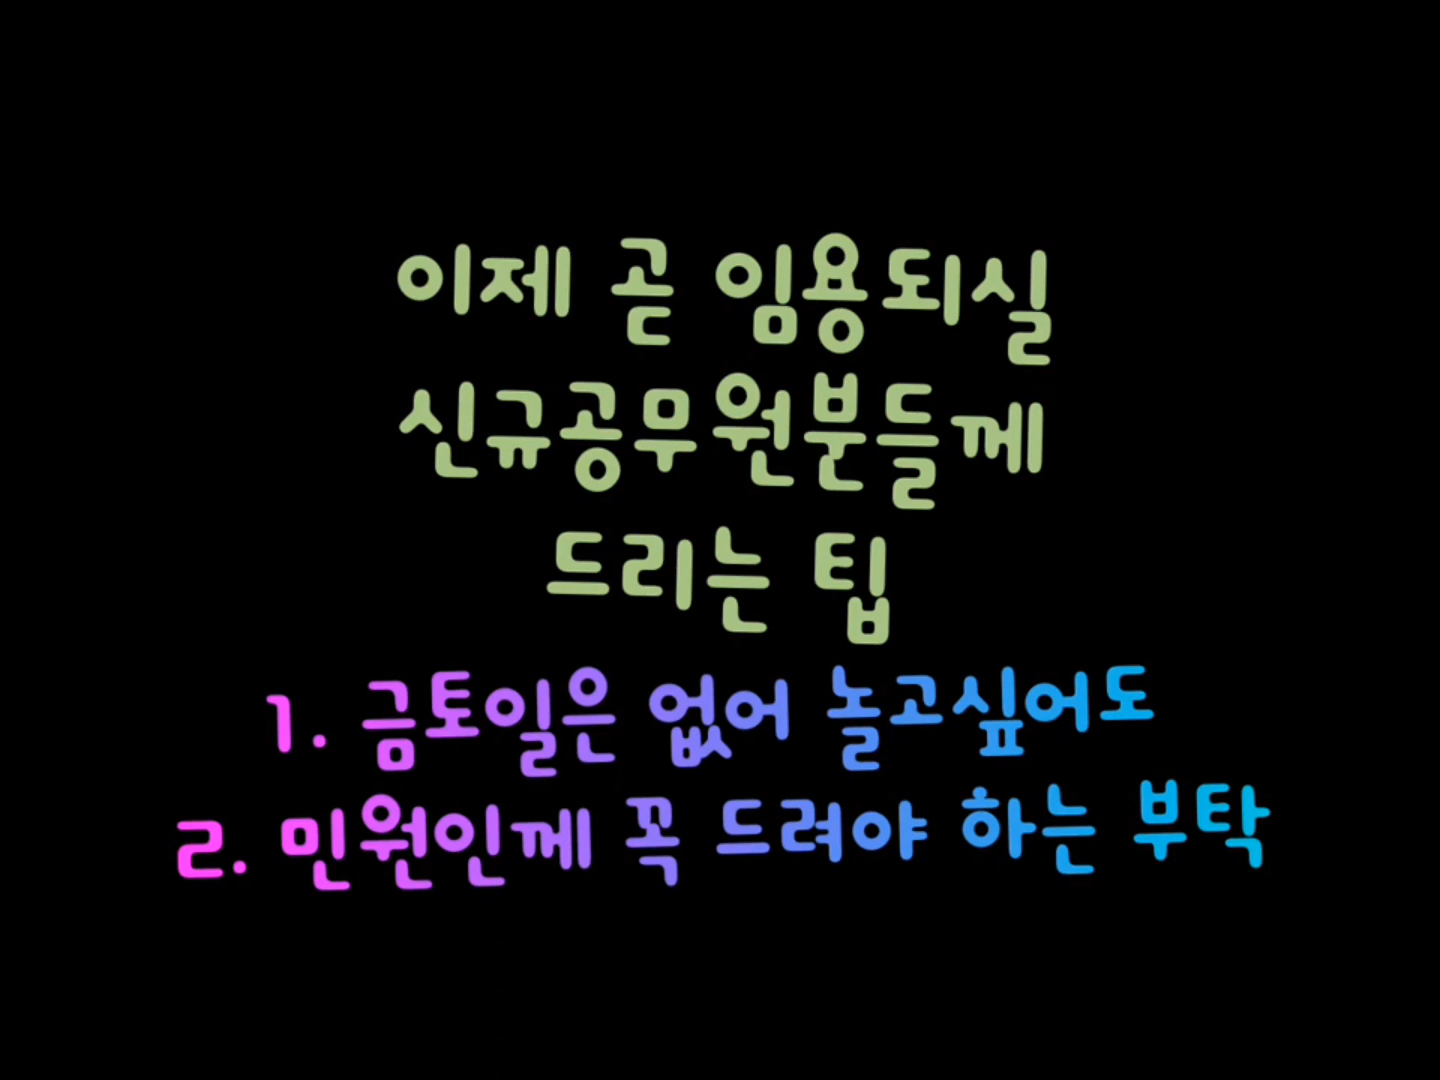 이제 곧 임용되실
신규공무원분들께
드리는 팁
1. 금토일은 없어 놀고싶어도
2. 민원인께 꼭 드려야 하는 부탁